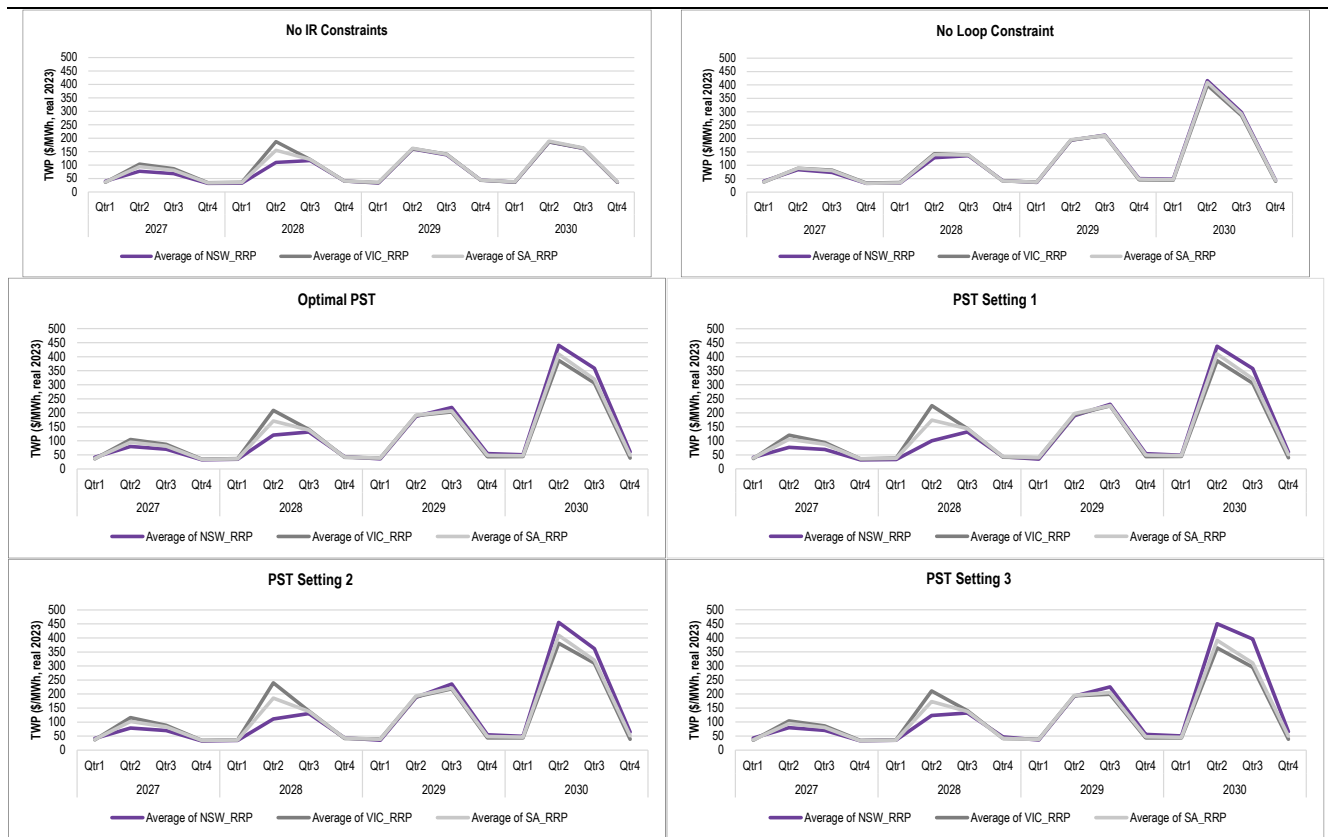 No IR Constraints
TWP ($/MWh, real 2023)
500
450
400
350
300
250
200
150
100
50
0
Qtr1 Qtr2 Qtr3 Qtr4 Qtr1 Qtr2 Qtr3 Qtr4 Qtr1 Qtr2 Qtr3 Qtr4 Qtr1 Qtr2 Qtr3 Qtr4
2027 2028 2029 2030
Average of NSW_RRP Average of VIC_RRP Average of SA_RRP
No Loop Constraint
TWP ($/MWh, real 2023)
500
450
400
350
300
250
200
150
100
50
0
Qtr1 Qtr2 Qtr3 Qtr4 Qtr1 Qtr2 Qtr3 Qtr4 Qtr1 Qtr2 Qtr3 Qtr4 Qtr1 Qtr2 Qtr3 Qtr4
2027 2028 2029 2030
Average of NSW_RRP Average of VIC_RRP Average of SA_RRP
Optimal PST
TWP ($/MWh, real 2023)
500
450
400
350
300
250
200
150
100
50
0
Qtr1 Qtr2 Qtr3 Qtr4 Qtr1 Qtr2 Qtr3 Qtr4 Qtr1 Qtr2 Qtr3 Qtr4 Qtr1 Qtr2 Qtr3 Qtr4
2027 2028 2029 2030
Average of NSW_RRP Average of VIC_RRP Average of SA_RRP
PST Setting 1
TWP ($/MWh, real 2023)
500
450
400
350
300
250
200
150
100
50
0
Qtr1 Qtr2 Qtr3 Qtr4 Qtr1 Qtr2 Qtr3 Qtr4 Qtr1 Qtr2 Qtr3 Qtr4 Qtr1 Qtr2 Qtr3 Qtr4
2027 2028 2029 2030
Average of NSW_RRP Average of VIC_RRP Average of SA_RRP
PST Setting 2
TWP ($/MWh, real 2023)
500
450
400
350
300
250
200
150
100
50
0
Qtr1 Qtr2 Qtr3 Qtr4 Qtr1 Qtr2 Qtr3 Qtr4 Qtr1 Qtr2 Qtr3 Qtr4 Qtr1 Qtr2 Qtr3 Qtr4
2027 2028 2029 2030
Average of NSW_RRP Average of VIC_RRP Average of SA_RRP
PST Setting 3
TWP ($/MWh, real 2023)
500
450
400
350
300
250
200
150
100
50
0
Qtr1 Qtr2 Qtr3 Qtr4 Qtr1 Qtr2 Qtr3 Qtr4 Qtr1 Qtr2 Qtr3 Qtr4 Qtr1 Qtr2 Qtr3 Qtr4
2027 2028 2029 2030
Average of NSW_RRP Average of VIC_RRP Average of SA_RRP